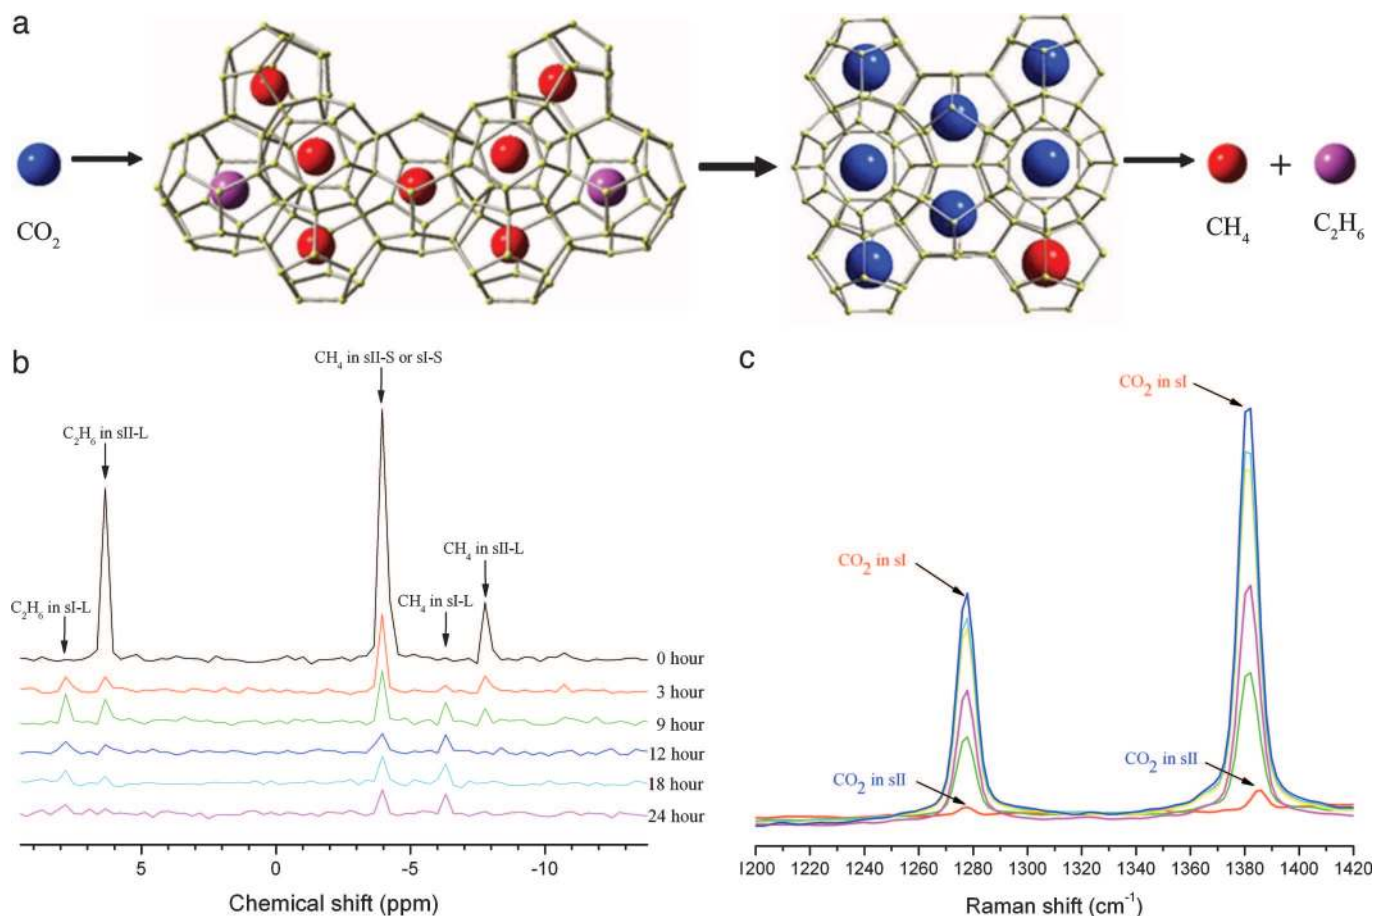 a
CO2
CH4
+
C2H6
b
CH4 in sII-S or sI-S
C2H6 in sII-L
CH4 in sII-L
C2H6 in sI-L
CH4 in sI-L
0 hour
3 hour
9 hour
12 hour
18 hour
24 hour
5 0 -5 -10
Chemical shift (ppm)
c
CO2 in sI
CO2 in sI
CO2 in sII
CO2 in sII
1200 1220 1240 1260 1280 1300 1320 1340 1360 1380 1400 1420
Raman shift (cm-1)